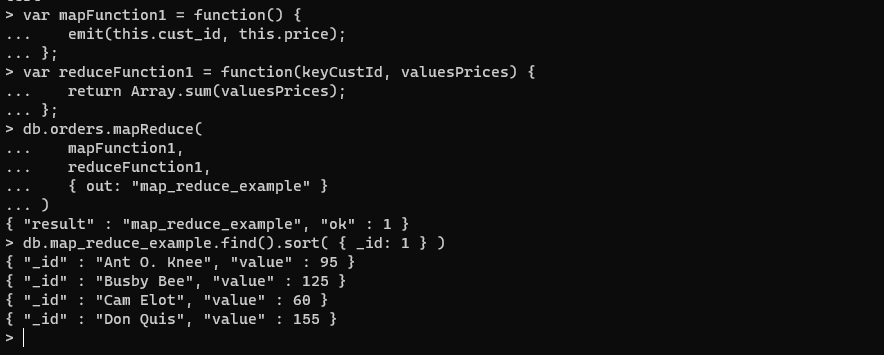 > var mapFunction1 = function() {
...    emit(this.cust_id, this.price);
... };
> var reduceFunction1 = function(keyCustId, valuesPrices) {
...    return Array.sum(valuesPrices);
... };
> db.orders.mapReduce(
...    mapFunction1,
...    reduceFunction1,
...    { out: "map_reduce_example" }
... )
{ "result" : "map_reduce_example", "ok" : 1 }
> db.map_reduce_example.find().sort( { _id: 1 } )
{ "_id" : "Ant O. Knee", "value" : 95 }
{ "_id" : "Busby Bee", "value" : 125 }
{ "_id" : "Cam Elot", "value" : 60 }
{ "_id" : "Don Quis", "value" : 155 }
>